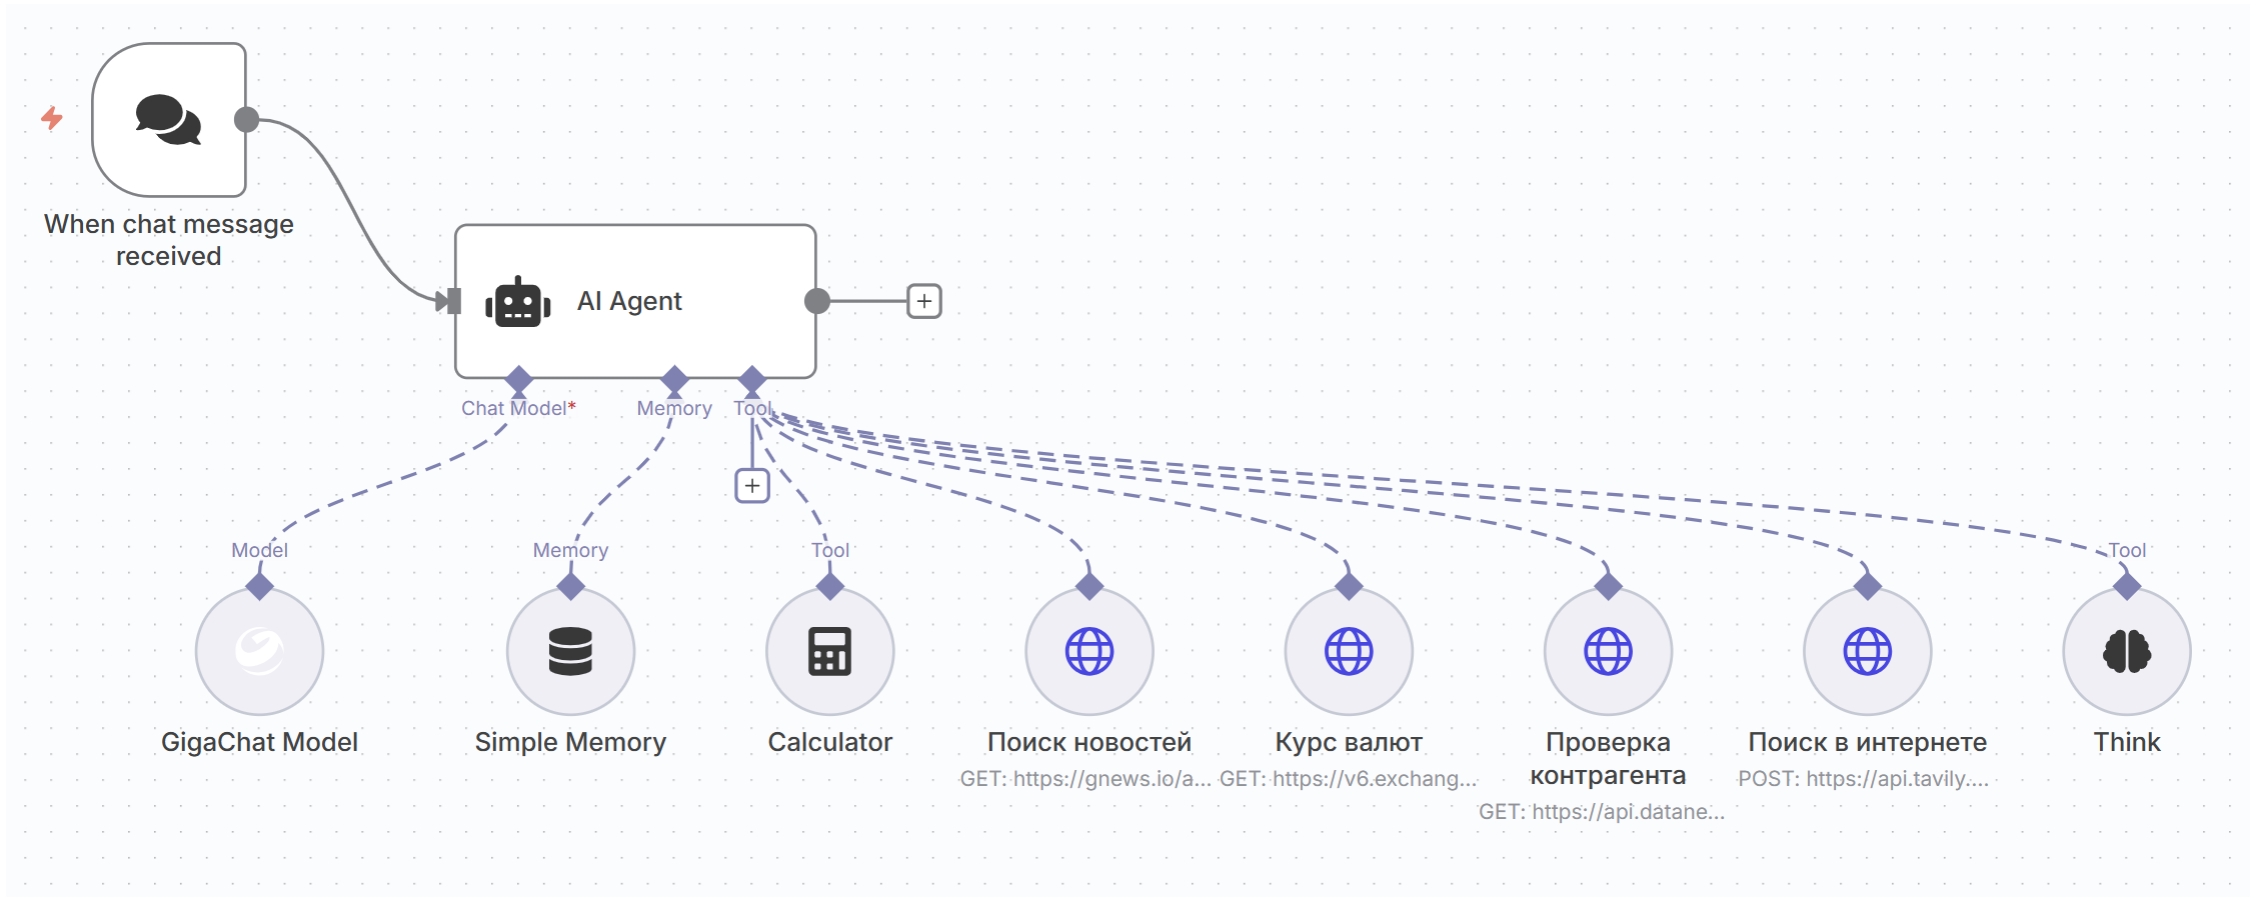 When chat message
received
AI Agent
Chat Model*
Memory
Tool
Model
Memory
Tool
Tool
GigaChat Model
Simple Memory
Calculator
Поиск новостей
GET: https://gnews.io/a...
Курс валют
GET: https://v6.exchang...
Проверка
контрагента
GET: https://api.datane...
Поиск в интернете
POST: https://api.tavily....
Think